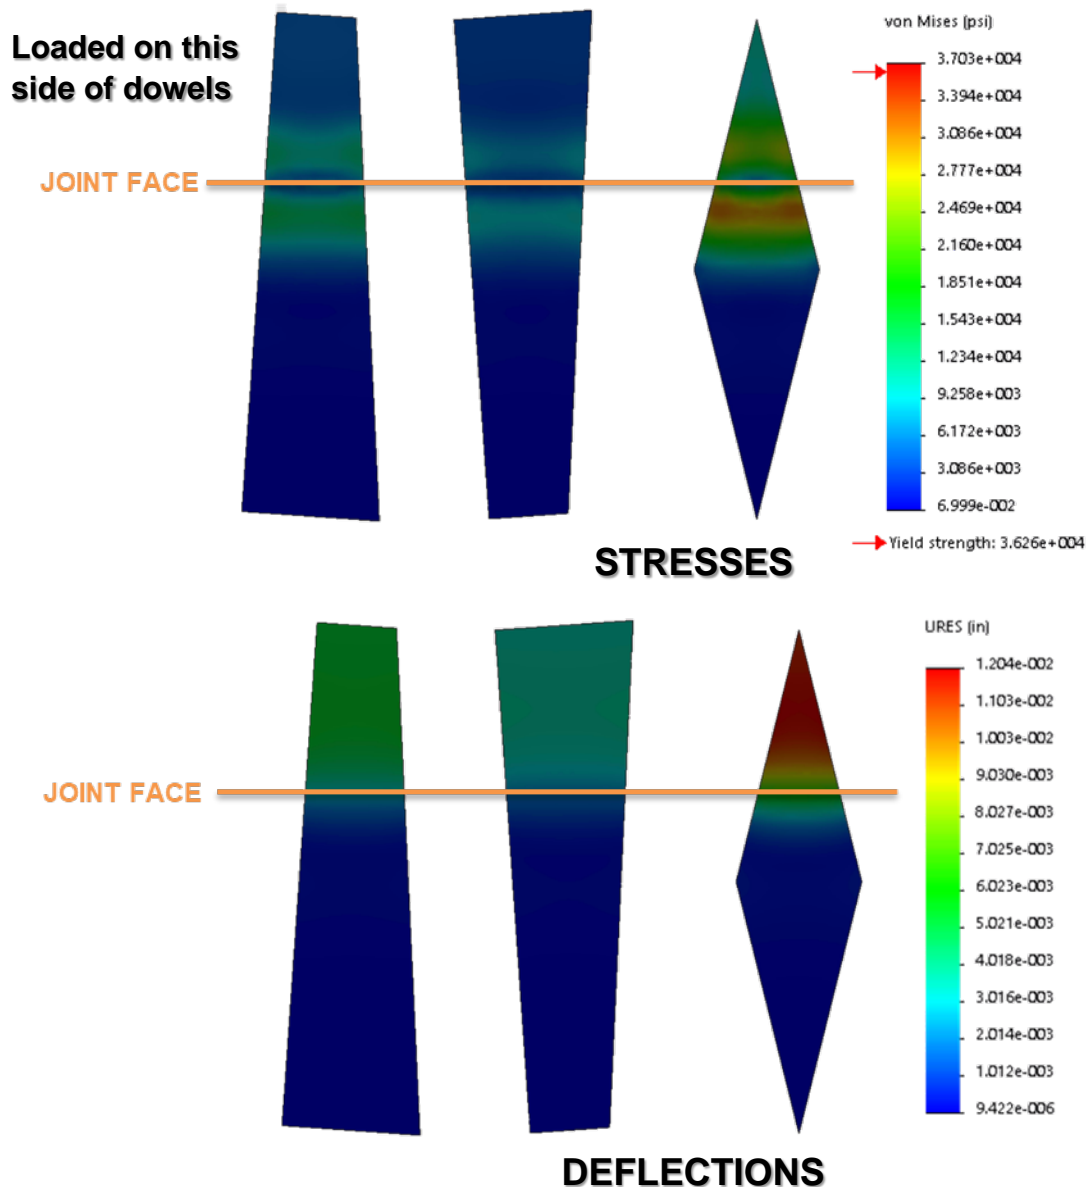 Loaded on this
side of dowels
JOINT FACE
von Mises (psi)
3.703e+004
3.394e+004
3.086e+004
2.777e+004
2.469e+004
2.160e+004
1.851e+004
1.543e+004
1.234e+004
9.258e+003
6.172e+003
3.086e+003
6.999e-002
Yield strength: 3.626e+004
STRESSES
JOINT FACE
URES (in)
1.204e-002
1.103e-002
1.003e-002
9.030e-003
8.027e-003
7.025e-003
6.023e-003
5.021e-003
4.018e-003
3.016e-003
2.014e-003
1.012e-003
9.422e-006
DEFLECTIONS